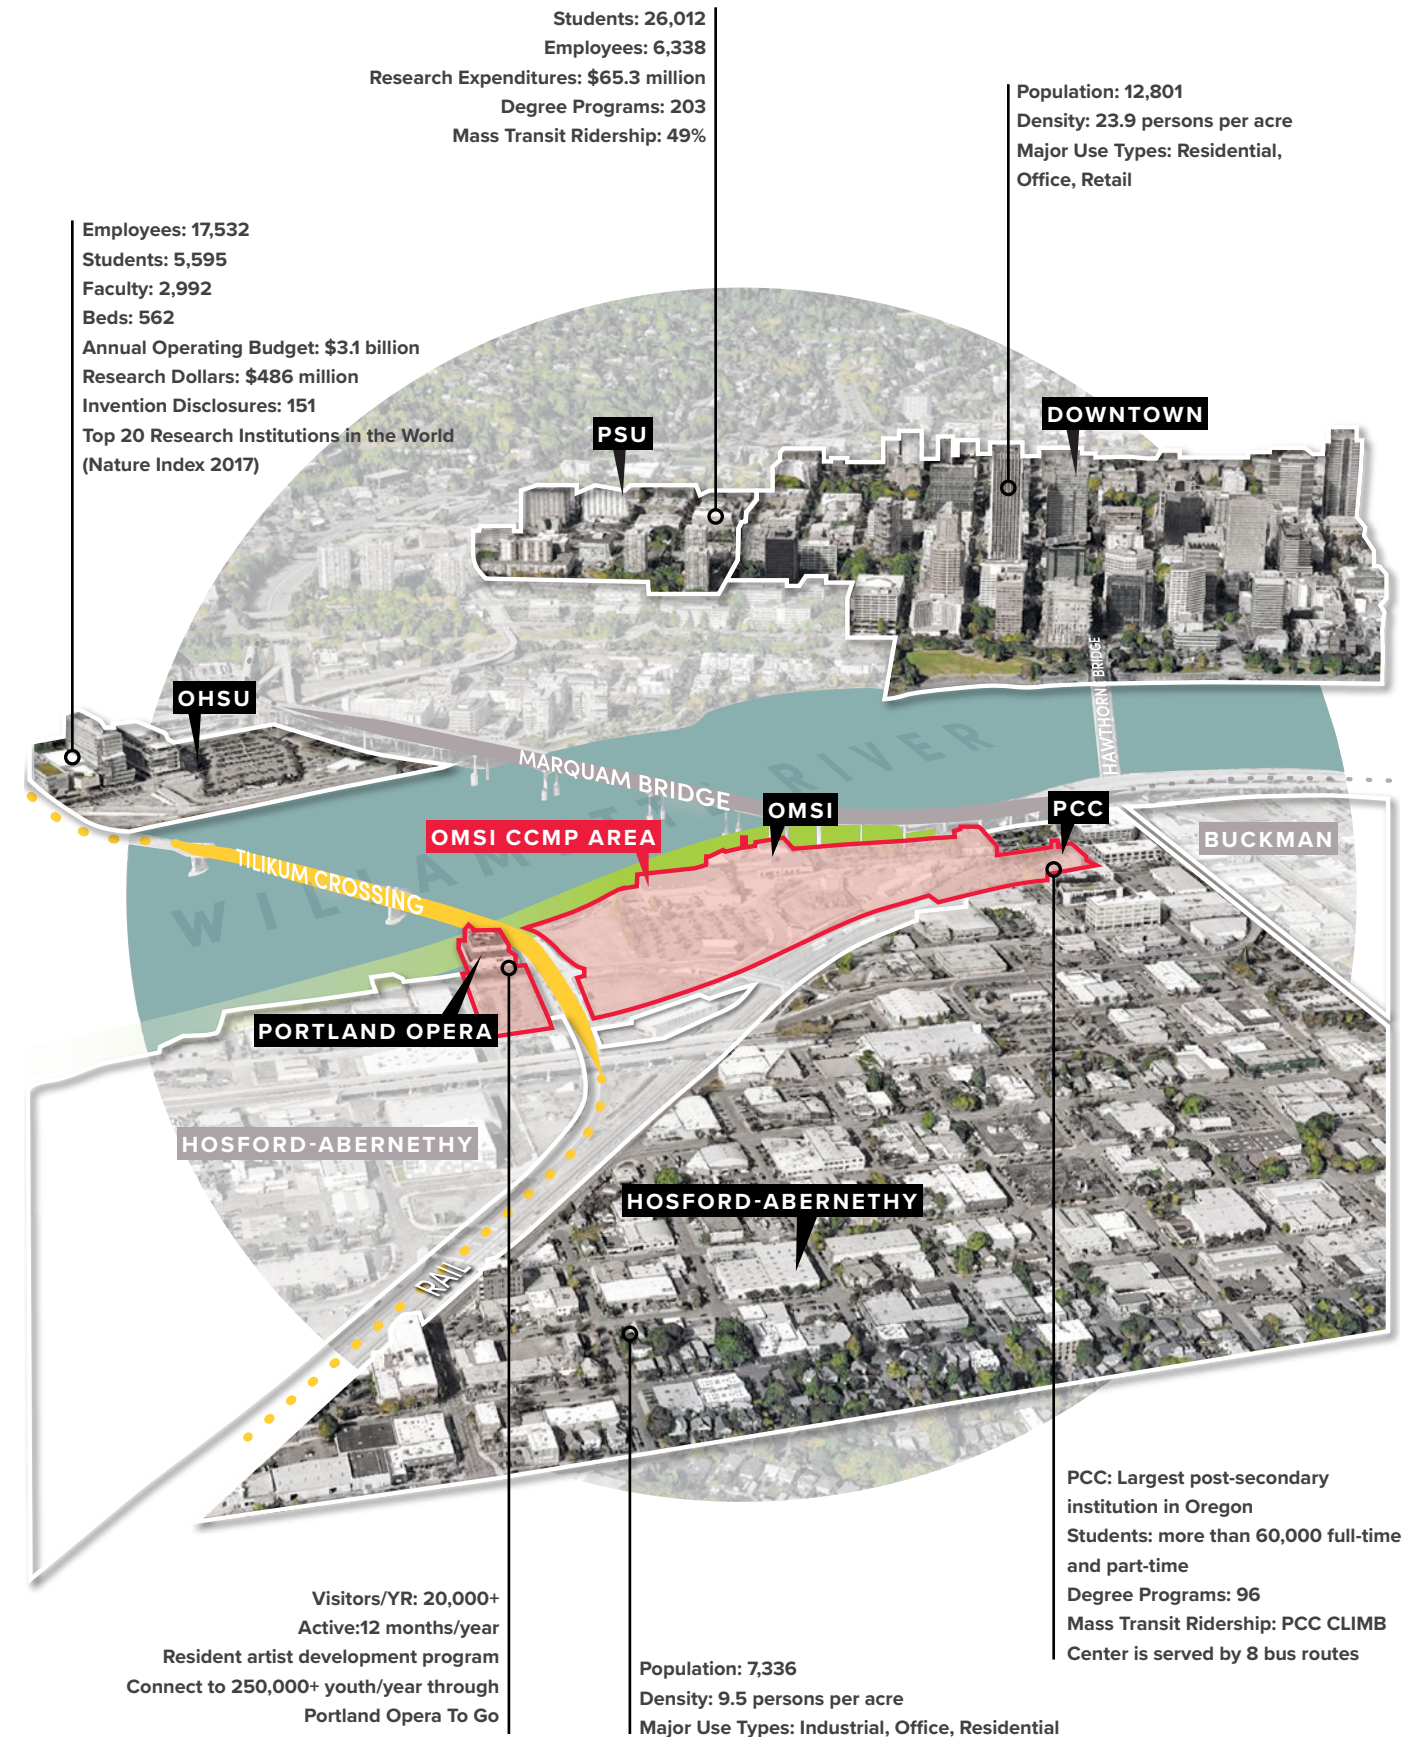 Students: 26,012
Employees: 6,338
Research Expenditures: $65.3 million
Degree Programs: 203
Mass Transit Ridership: 49%
Population: 12,801
Density: 23.9 persons per acre
Major Use Types: Residential,
Office, Retail
Employees: 17,532
Students: 5,595
Faculty: 2,992
Beds: 562
Annual Operating Budget: $3.1 billion
Research Dollars: $486 million
Invention Disclosures: 151
Top 20 Research Institutions in the World
(Nature Index 2017)
DOWNTOWN
PSU
OHSU
HAWTHORNE BRIDGE
MARQUAM BRIDGE
WILLAMETTE RIVER
OMSI
PCC
OMSI CCMP AREA
BUCKMAN
TILIKUM CROSSING
PORTLAND OPERA
HOSFORD-ABERNETHY
HOSFORD-ABERNETHY
RAIL
PCC: Largest post-secondary
institution in Oregon
Students: more than 60,000 full-time
and part-time
Degree Programs: 96
Mass Transit Ridership: PCC CLIMB
Center is served by 8 bus routes
Visitors/YR: 20,000+
Active:12 months/year
Resident artist development program
Connect to 250,000+ youth/year through
Portland Opera To Go
Population: 7,336
Density: 9.5 persons per acre
Major Use Types: Industrial, Office, Residential